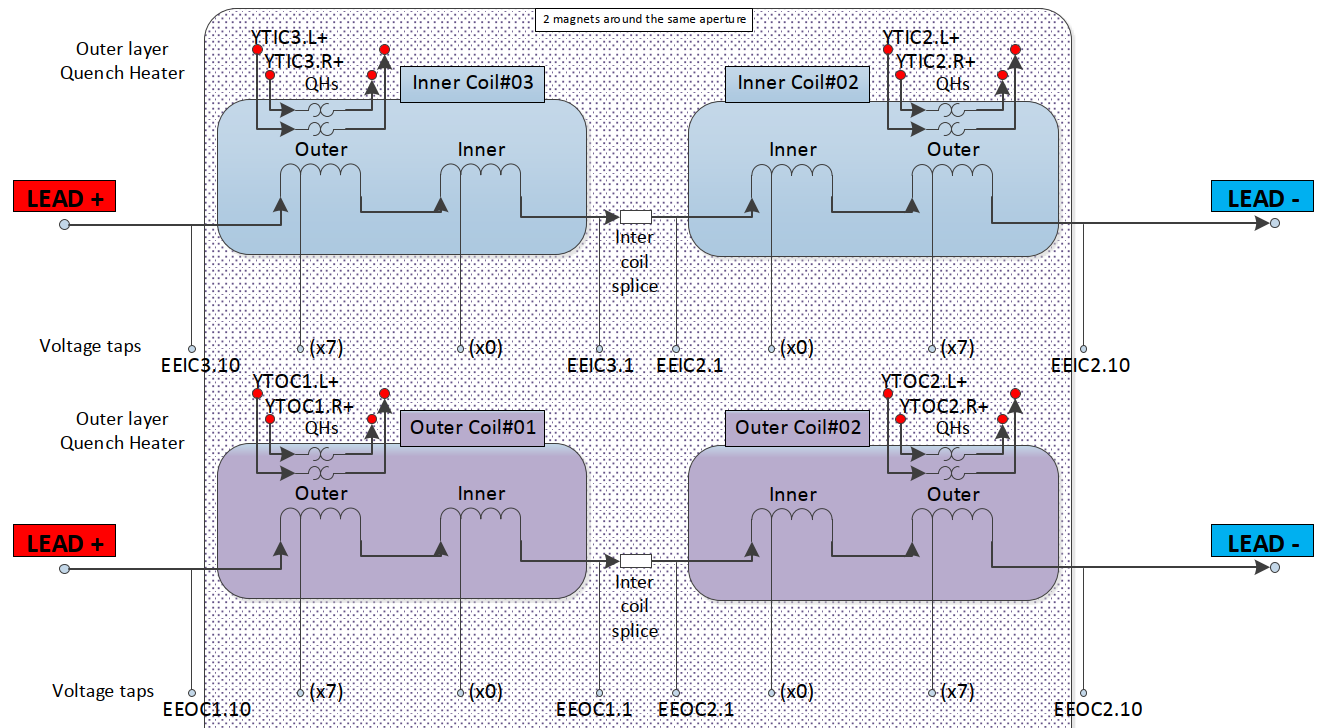 2 magnets around the same aperture
Outer layer
Quench Heater
YTIC3.L+
YTIC3.R+
QHs
Inner Coil#03
Inner Coil#02
YTIC2.L+
YTIC2.R+
QHs
Outer
Inner
Inner
Outer
LEAD +
LEAD -
Inter
coil
splice
Voltage taps
(x7)
(x0)
(x0)
(x7)
EEIC3.10
EEIC3.1
EEIC2.1
EEIC2.10
Outer layer
Quench Heater
YTOC1.L+
YTOC1.R+
QHs
Outer Coil#01
Outer Coil#02
YTOC2.L+
YTOC2.R+
QHs
Outer
Inner
Inner
Outer
LEAD +
LEAD -
Inter
coil
splice
Voltage taps
(x7)
(x0)
(x0)
(x7)
EEOC1.10
EEOC1.1
EEOC2.1
EEOC2.10